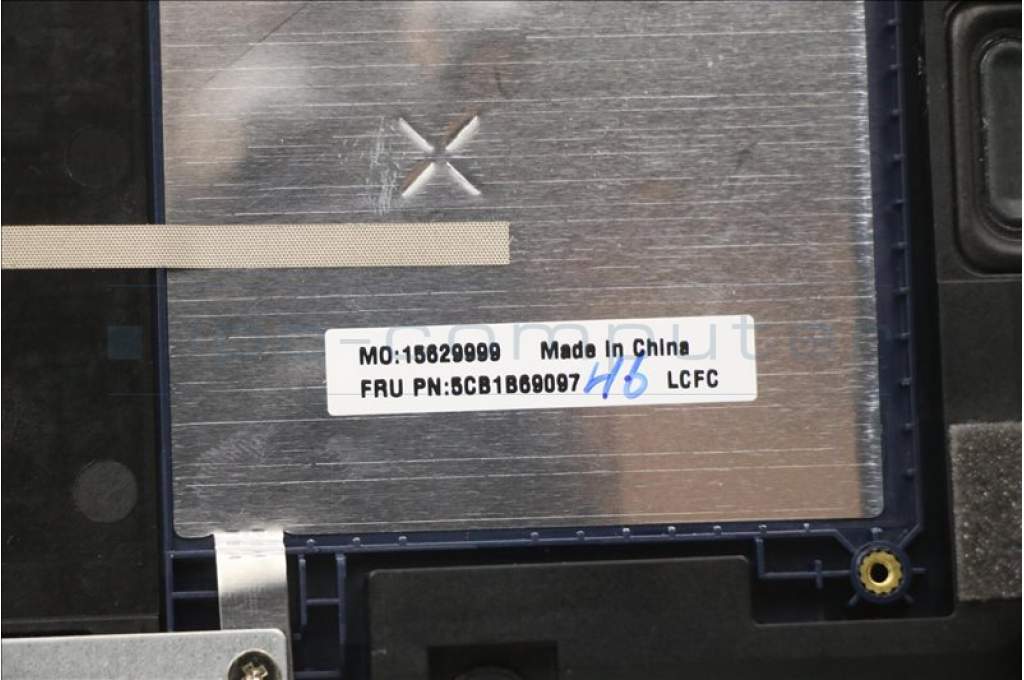 MO:15629999 Made In China
FRU PN:5CB1B69097 46 LCFC